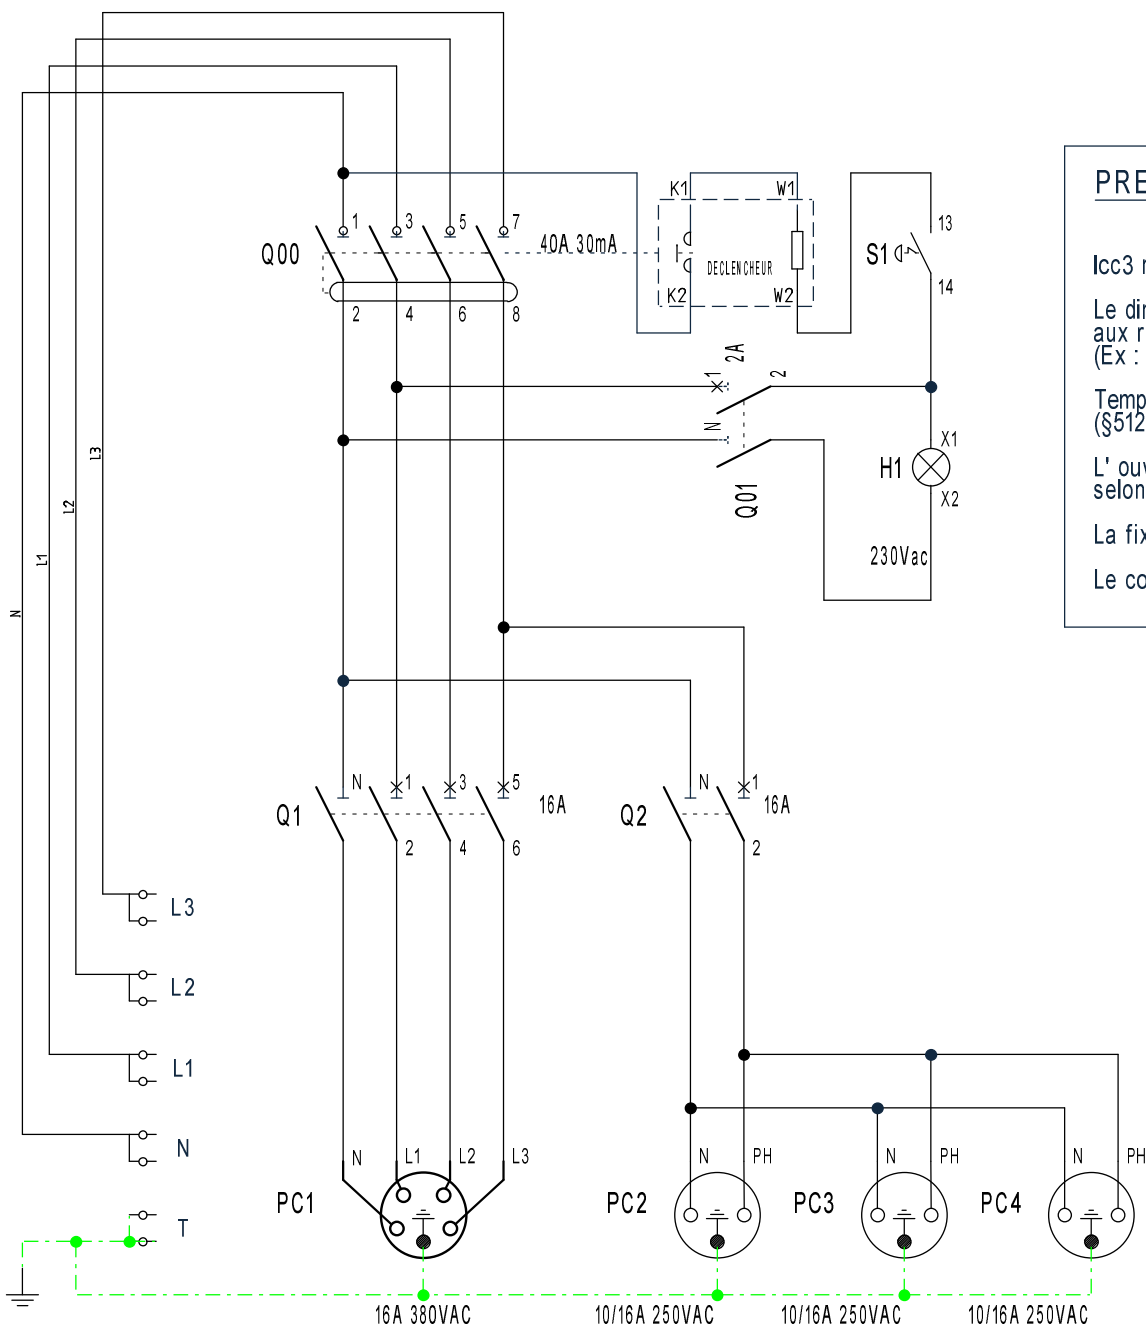 1
3
5
7
Q00
40A 30mA
2
4
6
8
K1
W1
DECLENCHEUR
K2
W2
S1
13
14
2A
1
2
N
Q01
H1
X1
X2
230Vac
L3
L2
L1
N
PRE
Icc3
Le
aux
(Ex :
Temp
(§512
L'
selon
La
Le
Q1
N
1
3
5
16A
2
4
6
Q2
N
1
16A
2
L3
L2
L1
N
T
PC1
N
L1
L2
L3
PC2
N
PH
PC3
N
PH
PC4
N
PH
16A 380VAC
10/16A 250VAC
10/16A 250VAC
10/16A 250VAC